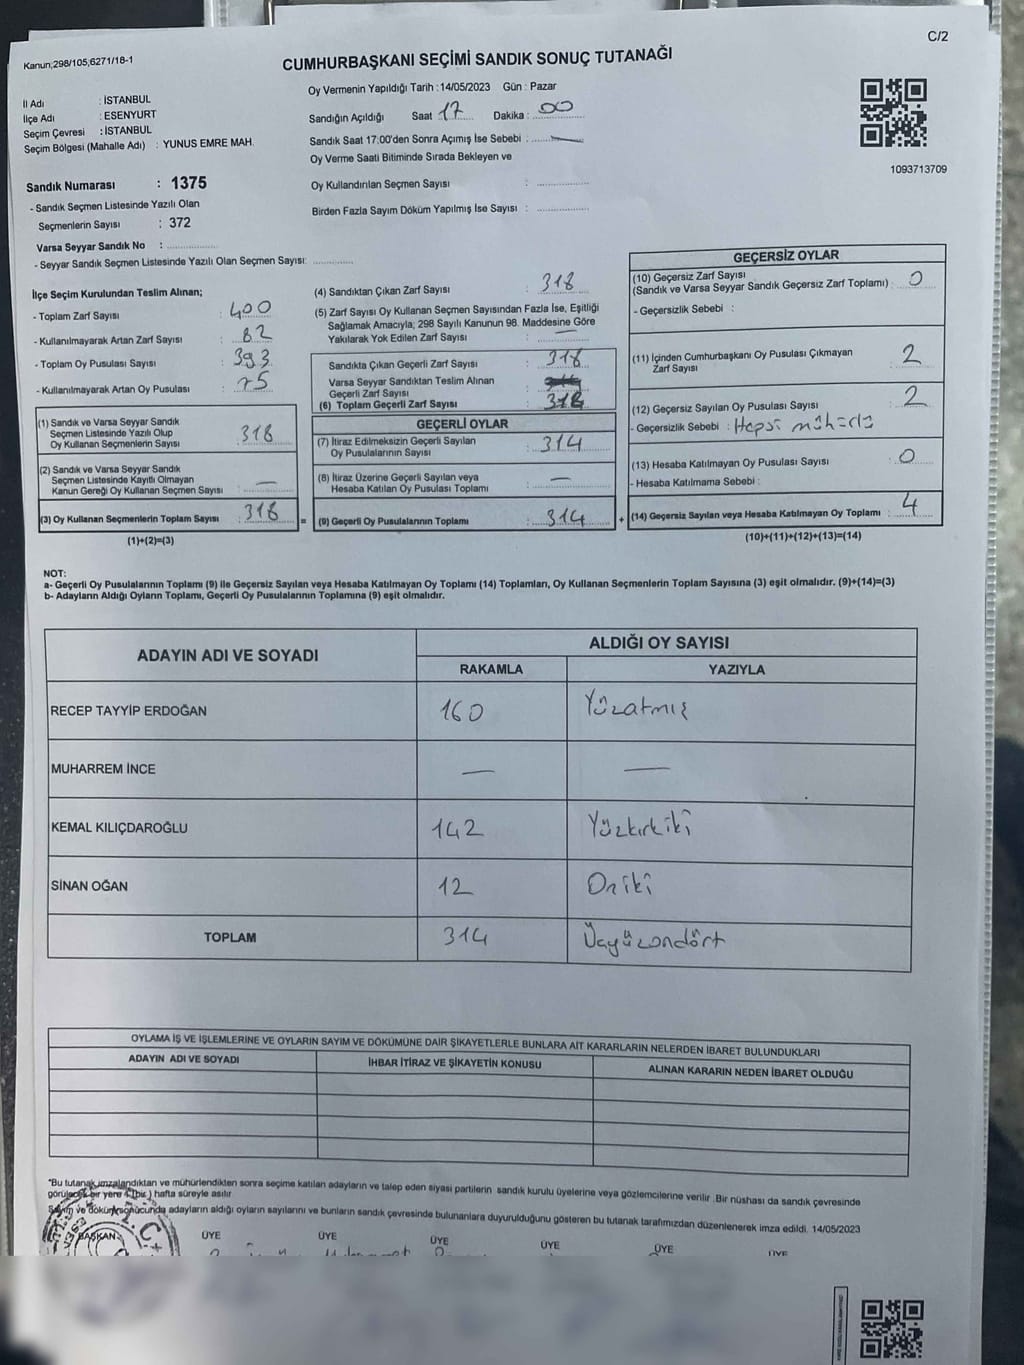 C/2
Kanun;298/105;6271/18-1
CUMHURBAŞKANI SEÇİMİ SANDIK SONUÇ TUTANAĞI
İl Adı : İSTANBUL
İlçe Adı : ESENYURT
Seçim Çevresi : İSTANBUL
Seçim Bölgesi (Mahalle Adı) : YUNUS EMRE MAH.
Sandık Numarası : 1375
- Sandık Seçmen Listesinde Yazılı Olan
Seçmenlerin Sayısı : 372
Varsa Seyyar Sandık No :
- Seyyar Sandık Seçmen Listesinde Yazılı Olan Seçmen Sayısı:
Oy Vermenin Yapıldığı Tarih :14/05/2023 Gün : Pazar
Sandığın Açıldığı Saat 17 Dakika : 00
Sandık Saat 17:00'den Sonra Açımış İse Sebebi : —
Oy Verme Saati Bitiminde Sırada Bekleyen ve
Oy Kullandırılan Seçmen Sayısı :
Birden Fazla Sayım Döküm Yapılmış İse Sayısı :
1093713709
İlçe Seçim Kurulundan Teslim Alınan;
- Toplam Zarf Sayısı : 400
- Kullanılmayarak Artan Zarf Sayısı : 82
- Toplam Oy Pusulası Sayısı : 393
- Kullanılmayarak Artan Oy Pusulası : 75
(1) Sandık ve Varsa Seyyar Sandık
Seçmen Listesinde Yazılı Olup
Oy Kullanan Seçmenlerin Sayısı : 318
(2) Sandık ve Varsa Seyyar Sandık
Seçmen Listesinde Kayıtlı Olmayan
Kanun Gereği Oy Kullanan Seçmen Sayısı : —
(3) Oy Kullanan Seçmenlerin Toplam Sayısı : 318 =
(1)+(2)=(3)
(4) Sandıktan Çıkan Zarf Sayısı : 318
(5) Zarf Sayısı Oy Kullanan Seçmen Sayısından Fazla İse, Eşitliği
Sağlamak Amacıyla; 298 Sayılı Kanunun 98. Maddesine Göre
Yakılarak Yok Edilen Zarf Sayısı : —
Sandıkta Çıkan Geçerli Zarf Sayısı : 318
Varsa Seyyar Sandıktan Teslim Alınan
Geçerli Zarf Sayısı :
(6) Toplam Geçerli Zarf Sayısı : 318
GEÇERLİ OYLAR
(7) İtiraz Edilmeksizin Geçerli Sayılan
Oy Pusulalarının Sayısı : 314
(8) İtiraz Üzerine Geçerli Sayılan veya
Hesaba Katılan Oy Pusulası Toplamı : —
(9) Geçerli Oy Pusulalarının Toplamı : 314 +
GEÇERSİZ OYLAR
(10) Geçersiz Zarf Sayısı
(Sandık ve Varsa Seyyar Sandık Geçersiz Zarf Toplamı) : 0
- Geçersizlik Sebebi :
(11) İçinden Cumhurbaşkanı Oy Pusulası Çıkmayan
Zarf Sayısı : 2
(12) Geçersiz Sayılan Oy Pusulası Sayısı : 2
- Geçersizlik Sebebi : Hepsi
(13) Hesaba Katılmayan Oy Pusulası Sayısı : 0
- Hesaba Katılmama Sebebi :
(14) Geçersiz Sayılan veya Hesaba Katılmayan Oy Toplamı : 4
(10)+(11)+(12)+(13)=(14)
NOT:
a- Geçerli Oy Pusulalarının Toplamı (9) ile Geçersiz Sayılan veya Hesaba Katılmayan Oy Toplamı (14) Toplamları, Oy Kullanan Seçmenlerin Toplam Sayısına (3) eşit olmalıdır. (9)+(14)=(3)
b- Adayların Aldığı Oyların Toplamı, Geçerli Oy Pusulalarının Toplamına (9) eşit olmalıdır.
ADAYIN ADI VE SOYADI ALDIĞI OY SAYISI
RAKAMLA YAZIYLA
RECEP TAYYİP ERDOĞAN 160 Yüzatmış
MUHARREM İNCE — —
KEMAL KILIÇDAROĞLU 142 Yüzkırkiki
SİNAN OĞAN 12 Oniki
TOPLAM 314 Üçyüzondört
OYLAMA İŞ VE İŞLEMLERİNE VE OYLARIN SAYIM VE DÖKÜMÜNE DAİR ŞİKAYETLERLE BUNLARA AİT KARARLARIN NELERDEN İBARET BULUNDUKLARI
ADAYIN ADI VE SOYADI İHBAR İTİRAZ VE ŞİKAYETİN KONUSU ALINAN KARARIN NEDEN İBARET OLDUĞU
"Bu tutanak imzalandıktan ve mühürlendikten sonra seçime katılan adayların ve talep eden siyasi partilerin sandık kurulu üyelerine veya gözlemcilerine verilir .Bir nüshası da sandık çevresinde
görülecek bir yere 1 (bir) hafta süreyle asılır.
Sayım ve döküm sonucunda adayların aldığı oyların sayılarını ve bunların sandık çevresinde bulunanlara duyurulduğunu gösteren bu tutanak tarafımızdan düzenlenerek imza edildi. 14/05/2023
BAŞKAN ÜYE ÜYE ÜYE ÜYE ÜYE ÜYE